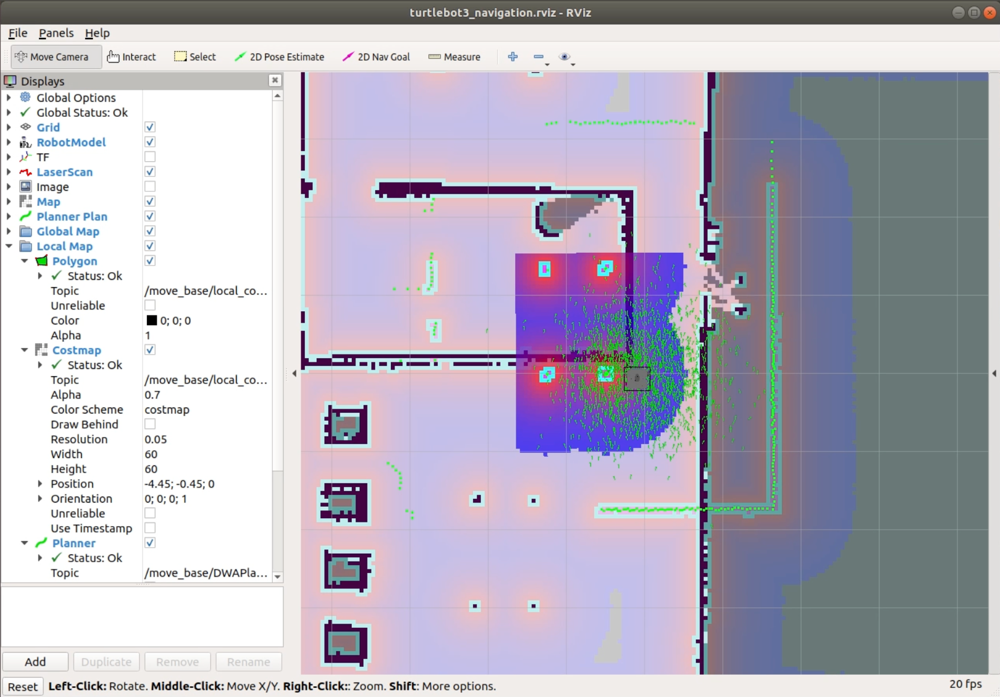 turtlebot3_navigation.rviz - RViz
File Panels Help
Move Camera Interact Select 2D Pose Estimate 2D Nav Goal Measure
Displays
Global Options
Global Status: Ok
Grid
RobotModel
TF
LaserScan
Image
Map
Planner Plan
Global Map
Local Map
Polygon
Status: Ok
Topic /move_base/local_co...
Unreliable
Color 0; 0; 0
Alpha 1
Costmap
Status: Ok
Topic /move_base/local_co...
Alpha 0.7
Color Scheme costmap
Draw Behind
Resolution 0.05
Width 60
Height 60
Position -4.45; -0.45; 0
Orientation 0; 0; 0; 1
Unreliable
Use Timestamp
Planner
Status: Ok
Topic /move_base/DWAPla...
Add Duplicate Remove Rename
Reset Left-Click: Rotate. Middle-Click: Move X/Y. Right-Click:: Zoom. Shift: More options. 20 fps